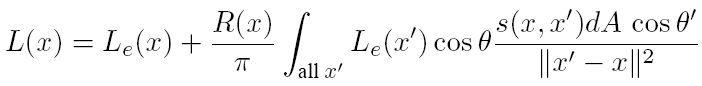 L(x) = L_e(x) + \frac{R(x)}{\pi} \int_{\text{all } x'} L_e(x') \cos\theta \frac{s(x, x') dA \cos\theta'}{\|x' - x\|^2}